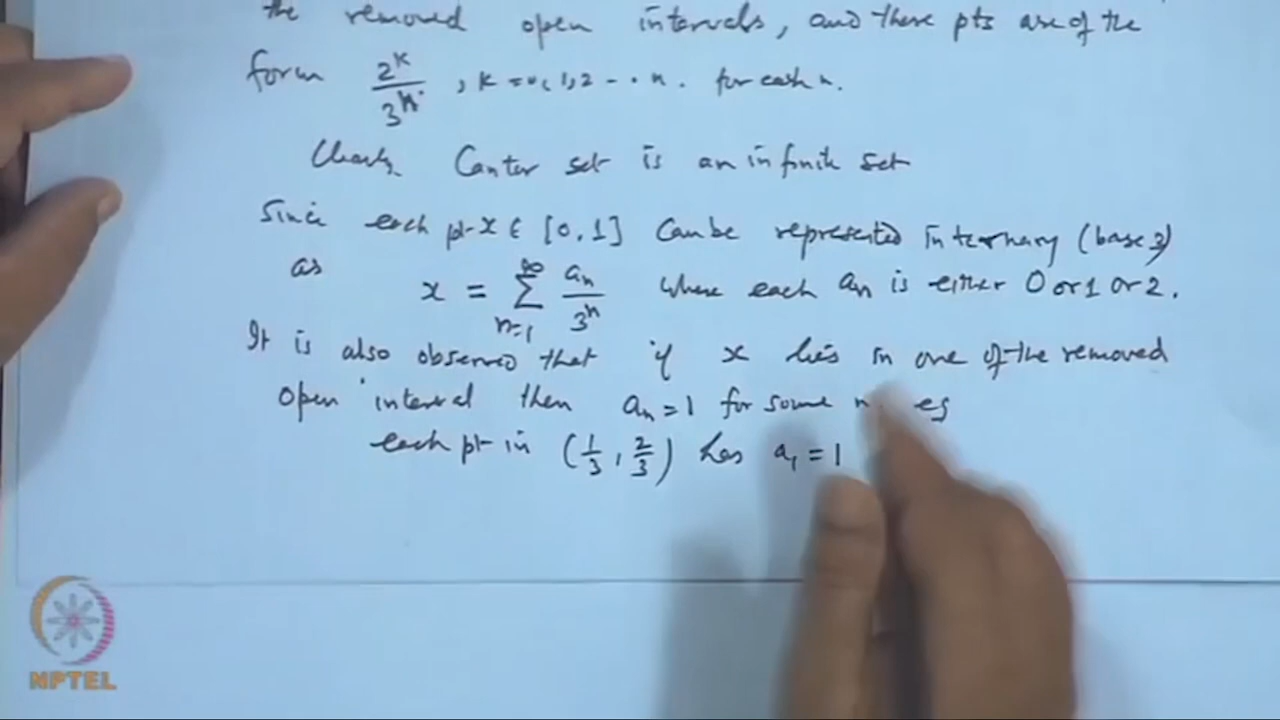 the removed open intervals, and these pts are of the
form 2^k/3^n, k = 0, 1, 2 -- n. for each n.
Clearly Cantor set is an infinite set
Since each pt x ∈ [0,1] can be represented in ternary (base 3)
as x = ∑_{n=1}^{∞} a_n/3^n where each a_n is either 0 or 1 or 2.
It is also observed that if x lies in one of the removed
open interval then a_n = 1 for some n eg
each pt in (1/3, 2/3) has a_1 = 1
NPTEL